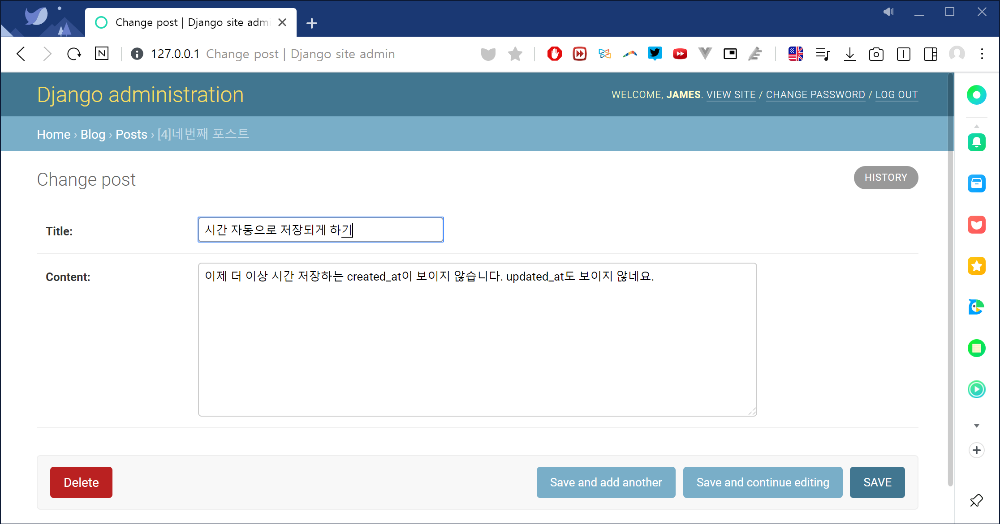 Change post | Django site adm
N
127.0.0.1 Change post | Django site admin
Django administration
WELCOME, JAMES. VIEW SITE / CHANGE PASSWORD / LOG OUT
Home › Blog › Posts › [4]네번째 포스트
Change post
HISTORY
Title:
시간 자동으로 저장되게 하기
Content:
이제 더 이상 시간 저장하는 created_at이 보이지 않습니다. updated_at도 보이지 않네요.
Delete
Save and add another
Save and continue editing
SAVE